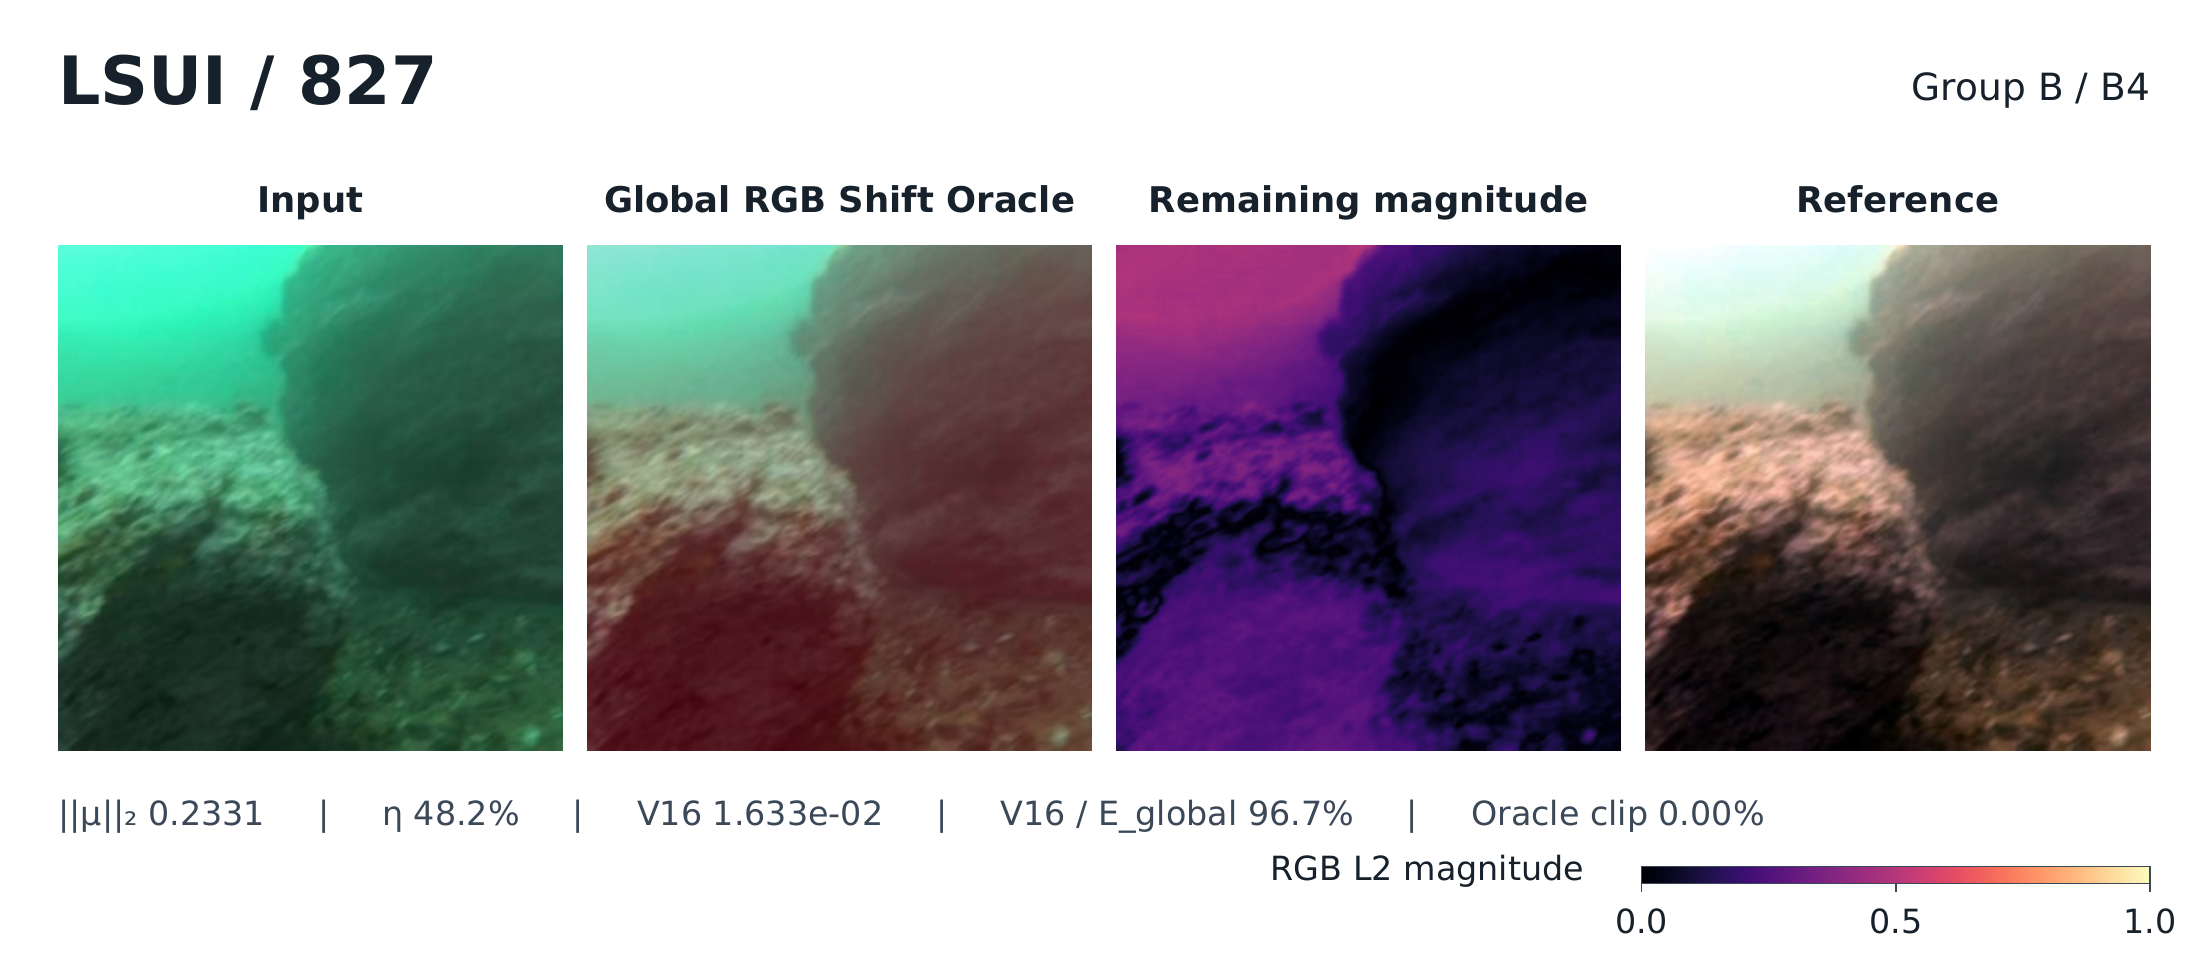 LSUI / 827
Group B / B4
Input
Global RGB Shift Oracle
Remaining magnitude
Reference
||μ||₂ 0.2331 | η 48.2% | V16 1.633e-02 | V16 / E_global 96.7% | Oracle clip 0.00%
RGB L2 magnitude
0.0 0.5 1.0